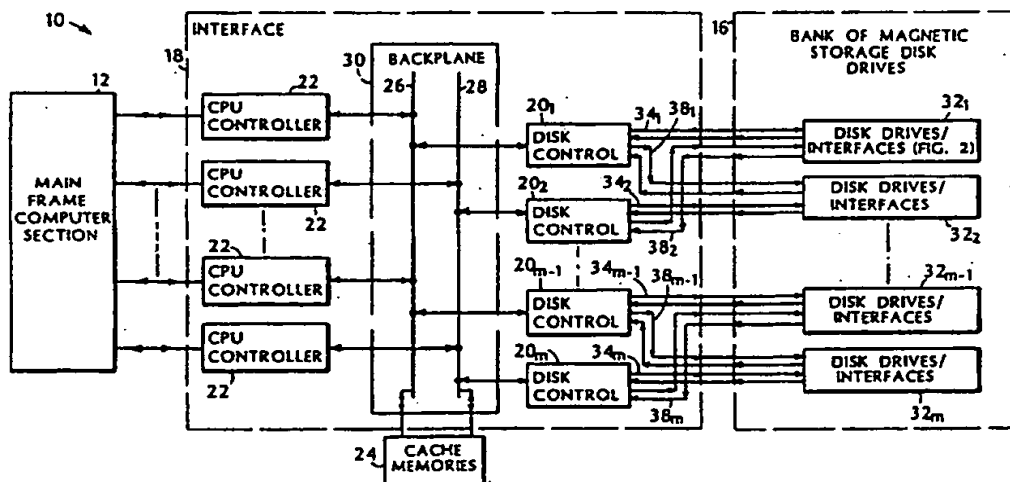 10
INTERFACE
16
BANK OF MAGNETIC
STORAGE DISK
DRIVES
18
30
BACKPLANE
26
28
12
MAIN
FRAME
COMPUTER
SECTION
22
CPU
CONTROLLER
CPU
CONTROLLER
22
22
CPU
CONTROLLER
CPU
CONTROLLER
22
20₁
DISK
CONTROL
34₁
38₁
20₂
DISK
CONTROL
34₂
38₂
20ₘ₋₁
DISK
CONTROL
34ₘ₋₁
38ₘ₋₁
20ₘ
DISK
CONTROL
34ₘ
38ₘ
32₁
DISK DRIVES/
INTERFACES (FIG. 2)
DISK DRIVES/
INTERFACES
32₂
32ₘ₋₁
DISK DRIVES/
INTERFACES
DISK DRIVES/
INTERFACES
32ₘ
24
CACHE
MEMORIES